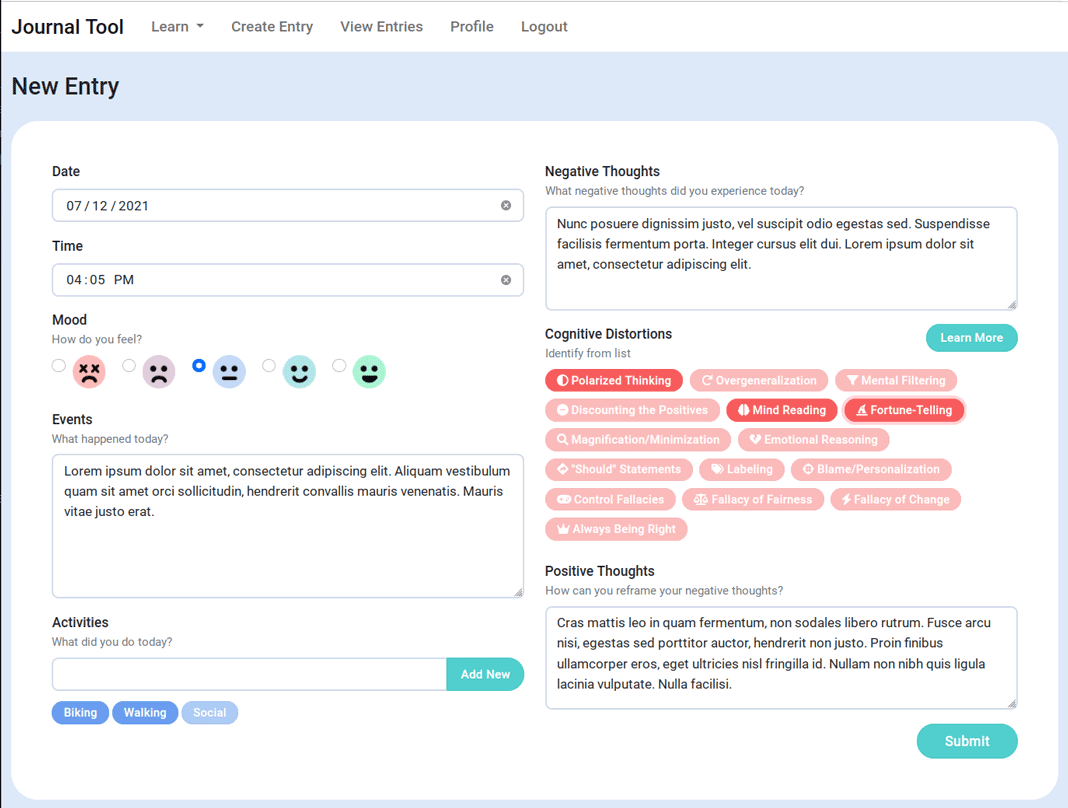 Journal Tool Learn Create Entry View Entries Profile Logout
New Entry
Date
07/12/2021
Time
04:05 PM
Mood
How do you feel?
Events
What happened today?
Lorem ipsum dolor sit amet, consectetur adipiscing elit. Aliquam vestibulum
quam sit amet orci sollicitudin, hendrerit convallis mauris venenatis. Mauris
vitae justo erat.
Activities
What did you do today?
Add New
Biking Walking Social
Negative Thoughts
What negative thoughts did you experience today?
Nunc posuere dignissim justo, vel suscipit odio egestas sed. Suspendisse
facilisis fermentum porta. Integer cursus elit dui. Lorem ipsum dolor sit
amet, consectetur adipiscing elit.
Cognitive Distortions
Identify from list
Learn More
Polarized Thinking Overgeneralization Mental Filtering
Discounting the Positives Mind Reading Fortune-Telling
Magnification/Minimization Emotional Reasoning
"Should" Statements Labeling Blame/Personalization
Control Fallacies Fallacy of Fairness Fallacy of Change
Always Being Right
Positive Thoughts
How can you reframe your negative thoughts?
Cras mattis leo in quam fermentum, non sodales libero rutrum. Fusce arcu
nisi, egestas sed porttitor auctor, hendrerit non justo. Proin finibus
ullamcorper eros, eget ultricies nisl fringilla id. Nullam non nibh quis ligula
lacinia vulputate. Nulla facilisi.
Submit